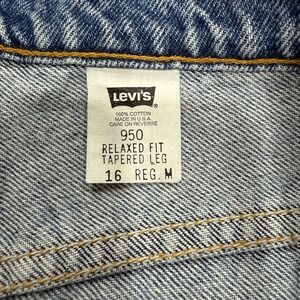 LEVI'S®
100% COTTON
MADE IN U.S.A.
CARE ON REVERSE
950
RELAXED FIT
TAPERED LEG
16 REG. M